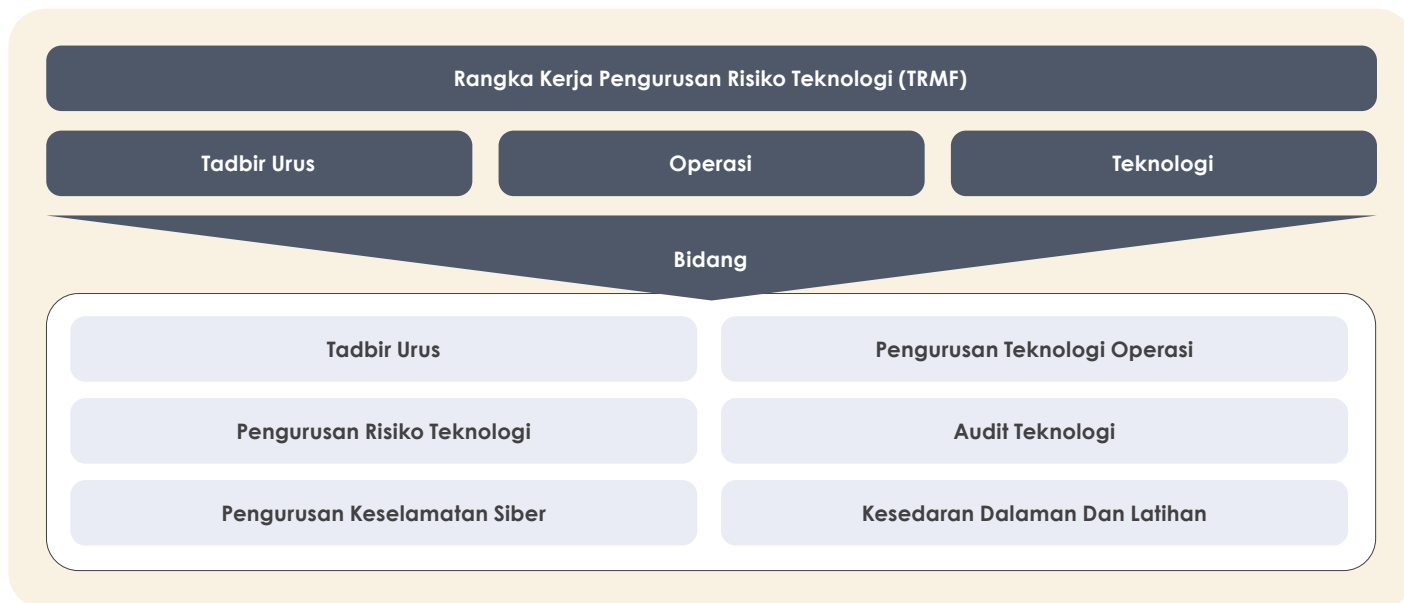 Rangka Kerja Pengurusan Risiko Teknologi (TRMF)
Tadbir Urus
Operasi
Teknologi
Bidang
Tadbir Urus
Pengurusan Teknologi Operasi
Pengurusan Risiko Teknologi
Audit Teknologi
Pengurusan Keselamatan Siber
Kesedaran Dalaman Dan Latihan